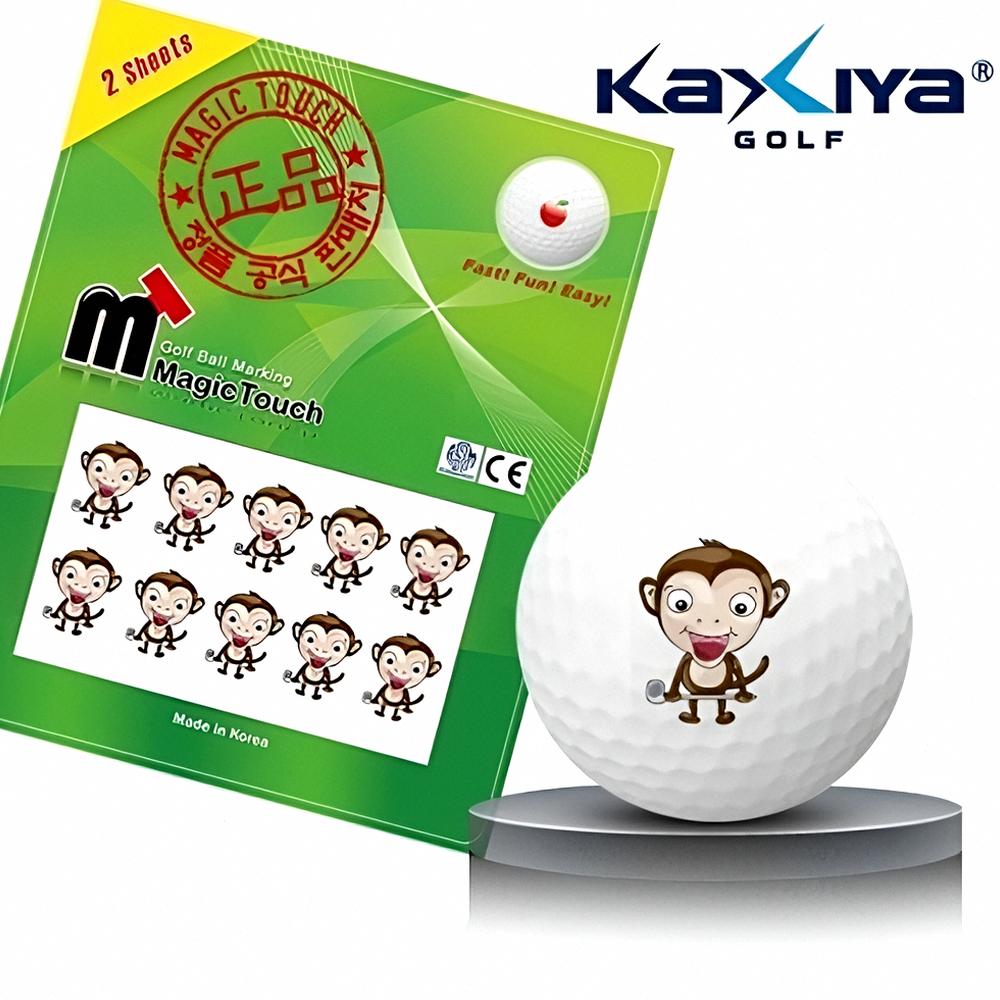 2 Sheets
MAGIC TOUCH
正品
정품 공식 판매처
Fast! Fun! Easy!
m
Golf Ball Marking
MagicTouch
CE
Made in Korea
KaXIYa®
GOLF